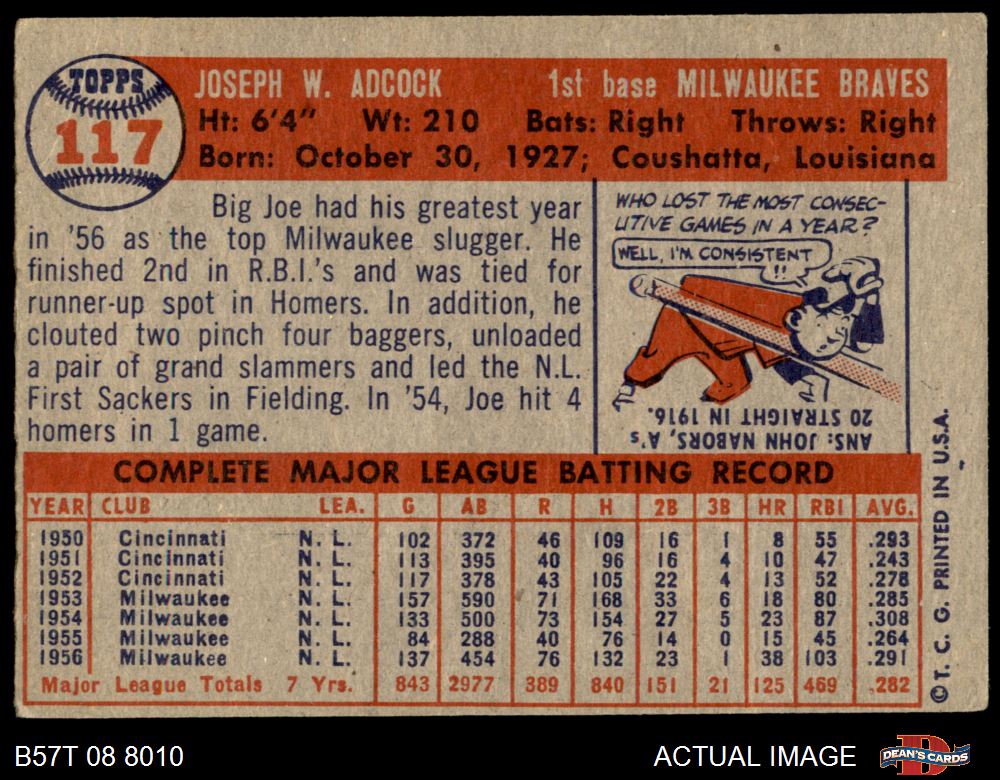 TOPPS
117
JOSEPH W. ADCOCK 1st base MILWAUKEE BRAVES
Ht: 6'4" Wt: 210 Bats: Right Throws: Right
Born: October 30, 1927; Coushatta, Louisiana
Big Joe had his greatest year
in '56 as the top Milwaukee slugger. He
finished 2nd in R.B.I.'s and was tied for
runner-up spot in Homers. In addition, he
clouted two pinch four baggers, unloaded
a pair of grand slammers and led the N.L.
First Sackers in Fielding. In '54, Joe hit 4
homers in 1 game.
WHO LOST THE MOST CONSEC-
UTIVE GAMES IN A YEAR?
WELL, I'M CONSISTENT
!!
ANS: JOHN NABORS, A's
20 STRAIGHT IN 1916.
COMPLETE MAJOR LEAGUE BATTING RECORD
YEAR CLUB LEA. G AB R H 2B 3B HR RBI AVG.
1950 Cincinnati N. L. 102 372 46 109 16 1 8 55 .293
1951 Cincinnati N. L. 113 395 40 96 16 4 10 47 .243
1952 Cincinnati N. L. 117 378 43 105 22 4 13 52 .278
1953 Milwaukee N. L. 157 590 71 168 33 6 18 80 .285
1954 Milwaukee N. L. 133 500 73 154 27 5 23 87 .308
1955 Milwaukee N. L. 84 288 40 76 14 0 15 45 .264
1956 Milwaukee N. L. 137 454 76 132 23 1 38 103 .291
Major League Totals 7 Yrs. 843 2977 389 840 151 21 125 469 .282
© T. C. G. PRINTED IN U.S.A.
B57T 08 8010 ACTUAL IMAGE
DEAN'S CARDS